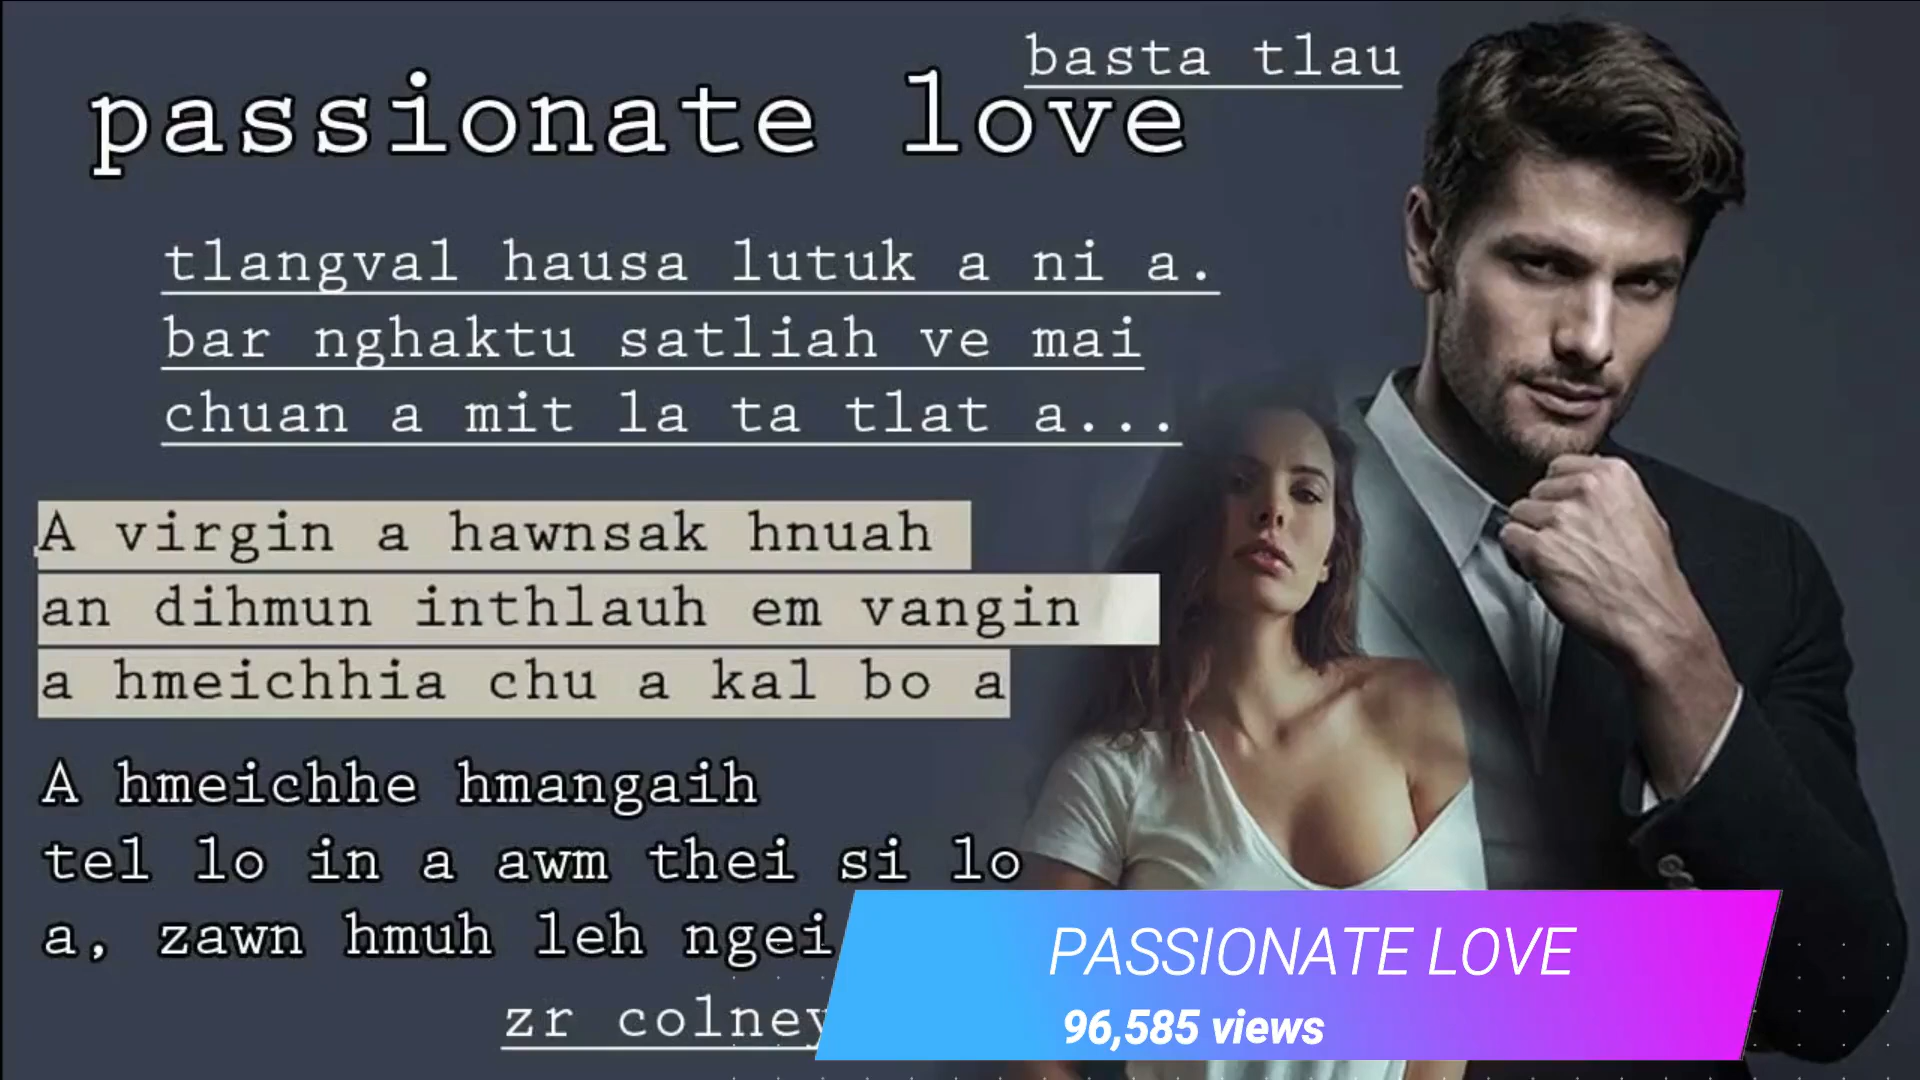 basta tlau
passionate love
tlangval hausa lutuk a ni a.
bar nghaktu satliah ve mai
chuan a mit la ta tlat a...
A virgin a hawnsak hnuah
an dihmun inthlauh em vangin
a hmeichhia chu a kal bo a
A hmeichhe hmangaih
tel lo in a awm thei si lo
a, zawn hmuh leh ngei
zr colney
PASSIONATE LOVE
96,585 views